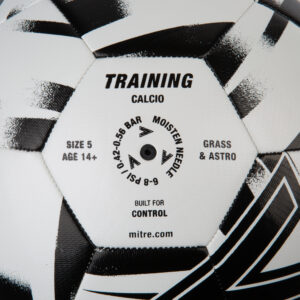 TRAINING
CALCIO
SIZE 5
AGE 14+
6-8 PSI / 0.42-0.56 BAR
MOISTEN NEEDLE
GRASS
& ASTRO
BUILT FOR
CONTROL
mitre.com